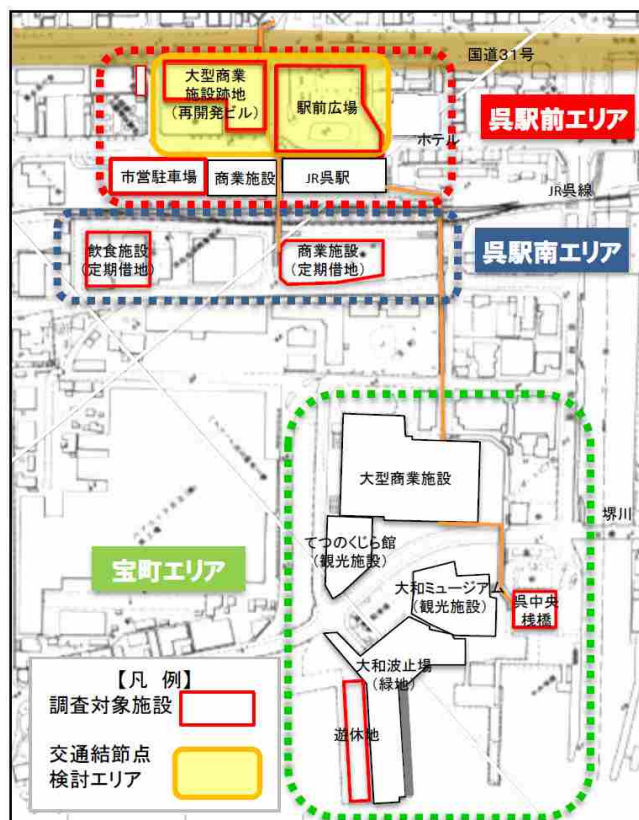 国道31号
大型商業
施設跡地
(再開発ビル)
駅前広場
呉駅前エリア
ホテル
市営駐車場
商業施設
JR呉駅
JR呉線
飲食施設
(定期借地)
商業施設
(定期借地)
呉駅南エリア
大型商業施設
堺川
てつのくじら館
(観光施設)
宝町エリア
大和ミュージアム
(観光施設)
呉中央
桟橋
大和波止場
(緑地)
遊休地
【凡 例】
調査対象施設
交通結節点
検討エリア